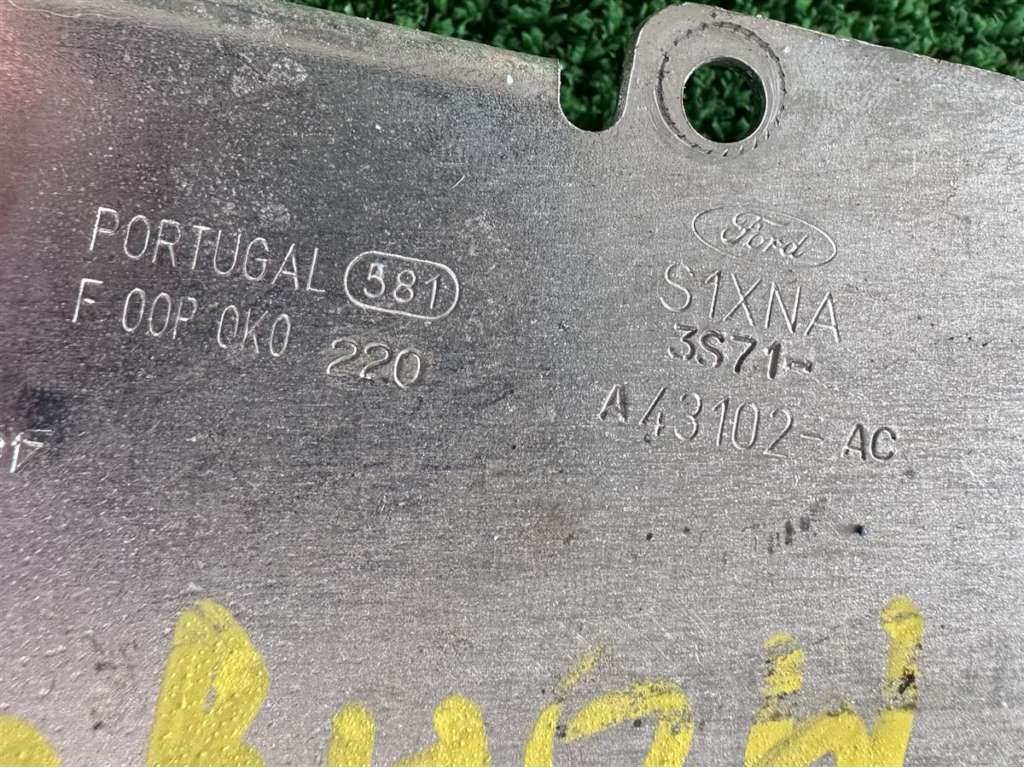 PORTUGAL 581
F 00P 0K0 220
Ford
S1XNA
3S71-
A43102-AC